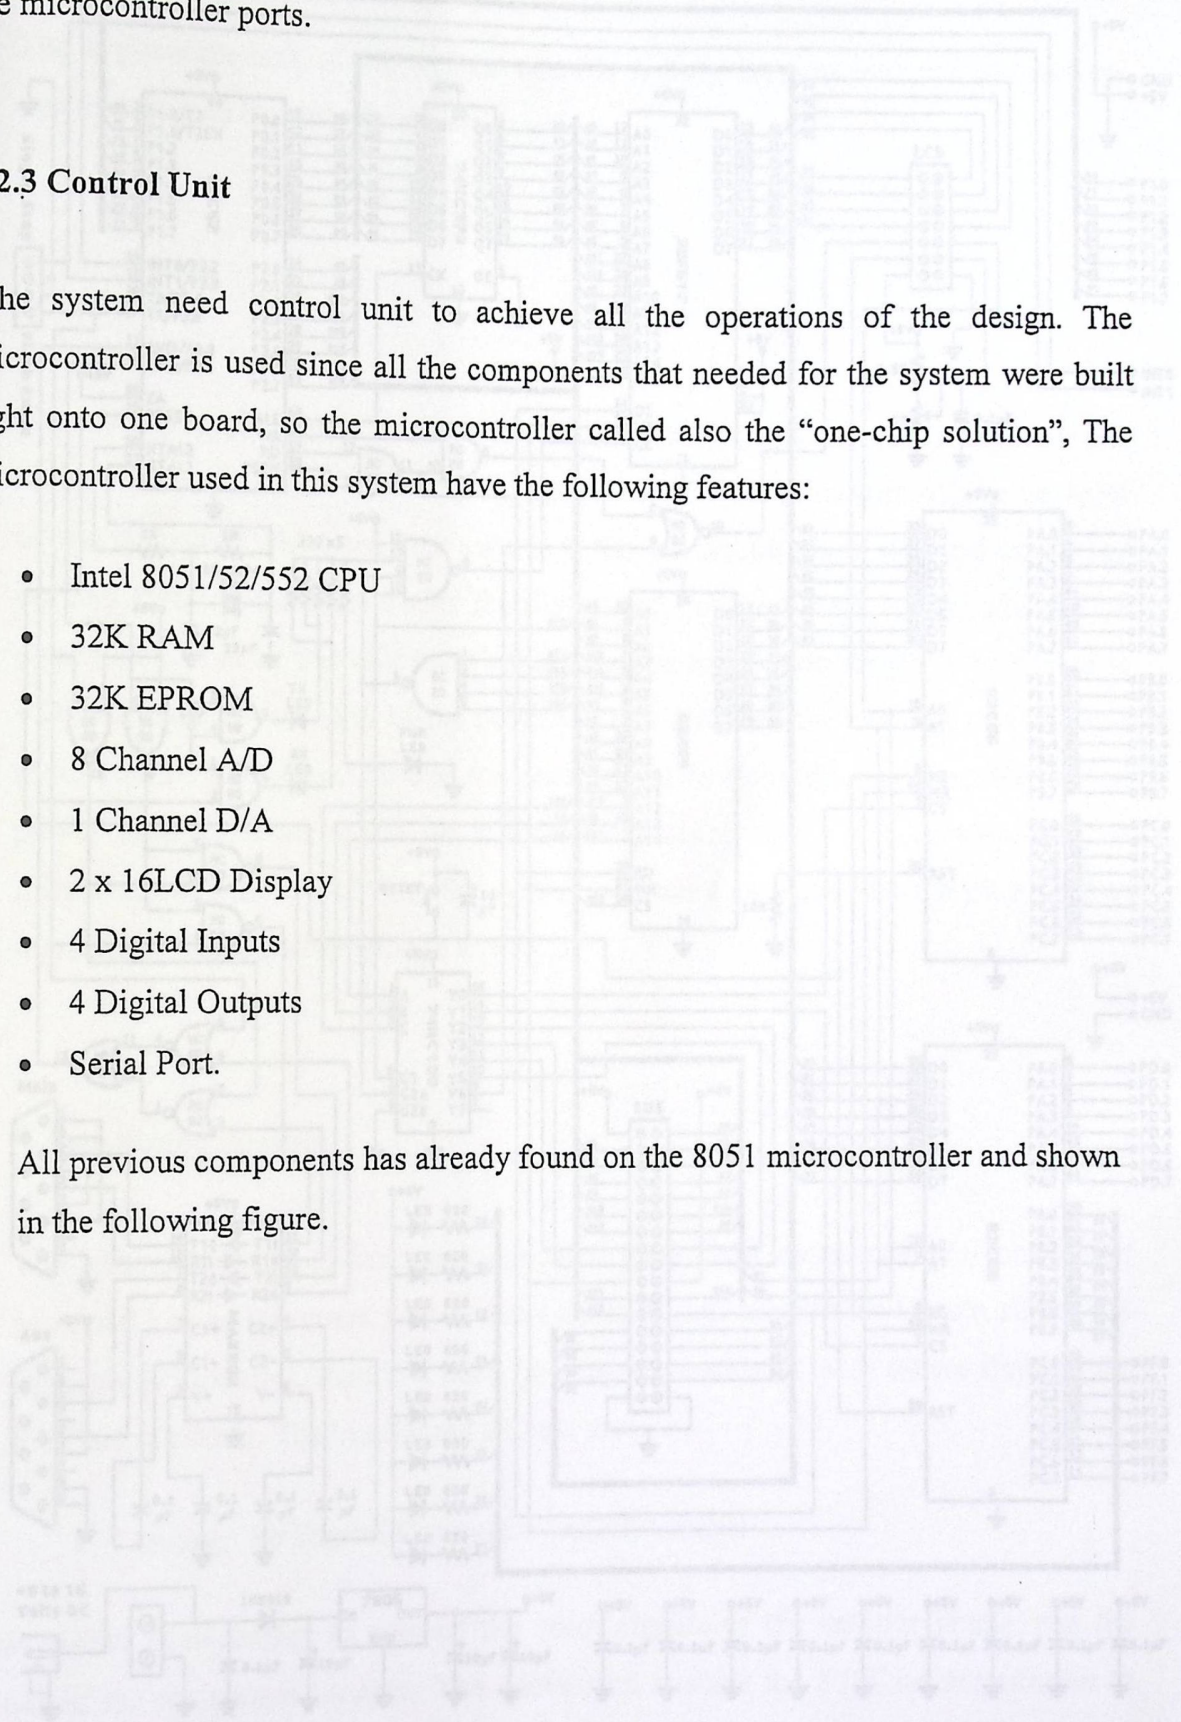 e microcontroller ports.
2.3 Control Unit
he system need control unit to achieve all the operations of the design. The
icrocontroller is used since all the components that needed for the system were built
ght onto one board, so the microcontroller called also the “one-chip solution”, The
icrocontroller used in this system have the following features:
• Intel 8051/52/552 CPU
• 32K RAM
• 32K EPROM
• 8 Channel A/D
• 1 Channel D/A
• 2 x 16LCD Display
• 4 Digital Inputs
• 4 Digital Outputs
• Serial Port.
All previous components has already found on the 8051 microcontroller and shown
in the following figure.